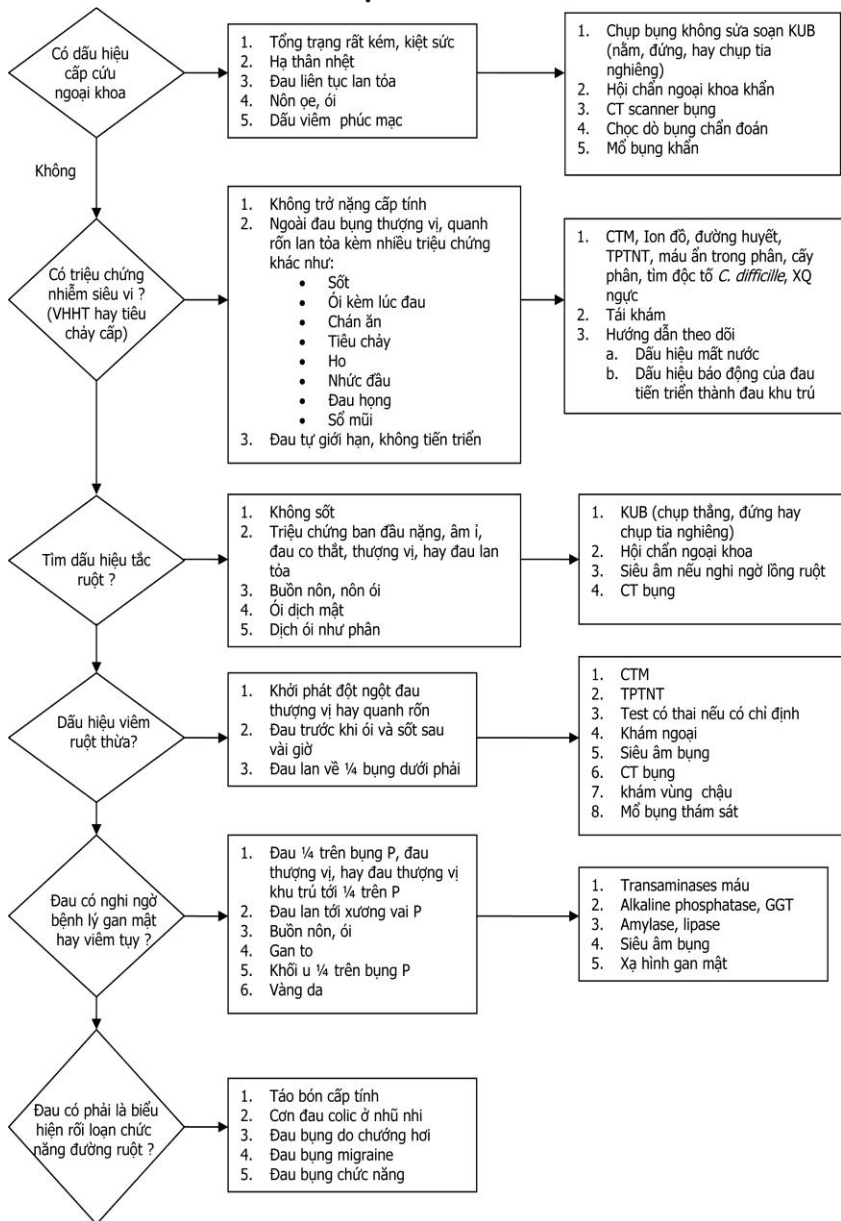 Có dấu hiệu
cấp cứu
ngoại khoa
1. Tổng trạng rất kém, kiệt sức
2. Hạ thân nhiệt
3. Đau liên tục lan tỏa
4. Nôn ọe, ói
5. Dấu viêm phúc mạc
1. Chụp bụng không sửa soạn KUB
(nằm, đứng, hay chụp tia
nghiêng)
2. Hội chẩn ngoại khoa khẩn
3. CT scanner bụng
4. Chọc dò bụng chẩn đoán
5. Mổ bụng khẩn
Không
Có triệu chứng
nhiễm siêu vi ?
(VHHT hay tiêu
chảy cấp)
1. Không trở nặng cấp tính
2. Ngoài đau bụng thượng vị, quanh
rốn lan tỏa kèm nhiều triệu chứng
khác như:
• Sốt
• Ói kèm lúc đau
• Chán ăn
• Tiêu chảy
• Ho
• Nhức đầu
• Đau họng
• Sổ mũi
3. Đau tự giới hạn, không tiến triển
1. CTM, Ion đồ, đường huyết,
TPTNT, máu ẩn trong phân, cấy
phân, tìm độc tố C. difficille, XQ
ngực
2. Tái khám
3. Hướng dẫn theo dõi
a. Dấu hiệu mất nước
b. Dấu hiệu báo động của đau
tiến triển thành đau khu trú
Tìm dấu hiệu tắc
ruột ?
1. Không sốt
2. Triệu chứng ban đầu nặng, âm ỉ,
đau co thắt, thượng vị, hay đau lan
tỏa
3. Buồn nôn, nôn ói
4. Ói dịch mật
5. Dịch ói như phân
1. KUB (chụp thẳng, đứng hay
chụp tia nghiêng)
2. Hội chẩn ngoại khoa
3. Siêu âm nếu nghi ngờ lồng ruột
4. CT bụng
Dấu hiệu viêm
ruột thừa?
1. Khởi phát đột ngột đau
thượng vị hay quanh rốn
2. Đau trước khi ói và sốt sau
vài giờ
3. Đau lan về ¼ bụng dưới phải
1. CTM
2. TPTNT
3. Test có thai nếu có chỉ định
4. Khám ngoại
5. Siêu âm bụng
6. CT bụng
7. khám vùng chậu
8. Mổ bụng thám sát
Đau có nghi ngờ
bệnh lý gan mật
hay viêm tụy ?
1. Đau ¼ trên bụng P, đau
thượng vị, hay đau thượng vị
khu trú tới ¼ trên P
2. Đau lan tới xương vai P
3. Buồn nôn, ói
4. Gan to
5. Khối u ¼ trên bụng P
6. Vàng da
1. Transaminases máu
2. Alkaline phosphatase, GGT
3. Amylase, lipase
4. Siêu âm bụng
5. Xạ hình gan mật
Đau có phải là biểu
hiện rối loạn chức
năng đường ruột ?
1. Táo bón cấp tính
2. Cơn đau colic ở nhũ nhi
3. Đau bụng do chướng hơi
4. Đau bụng migraine
5. Đau bụng chức năng